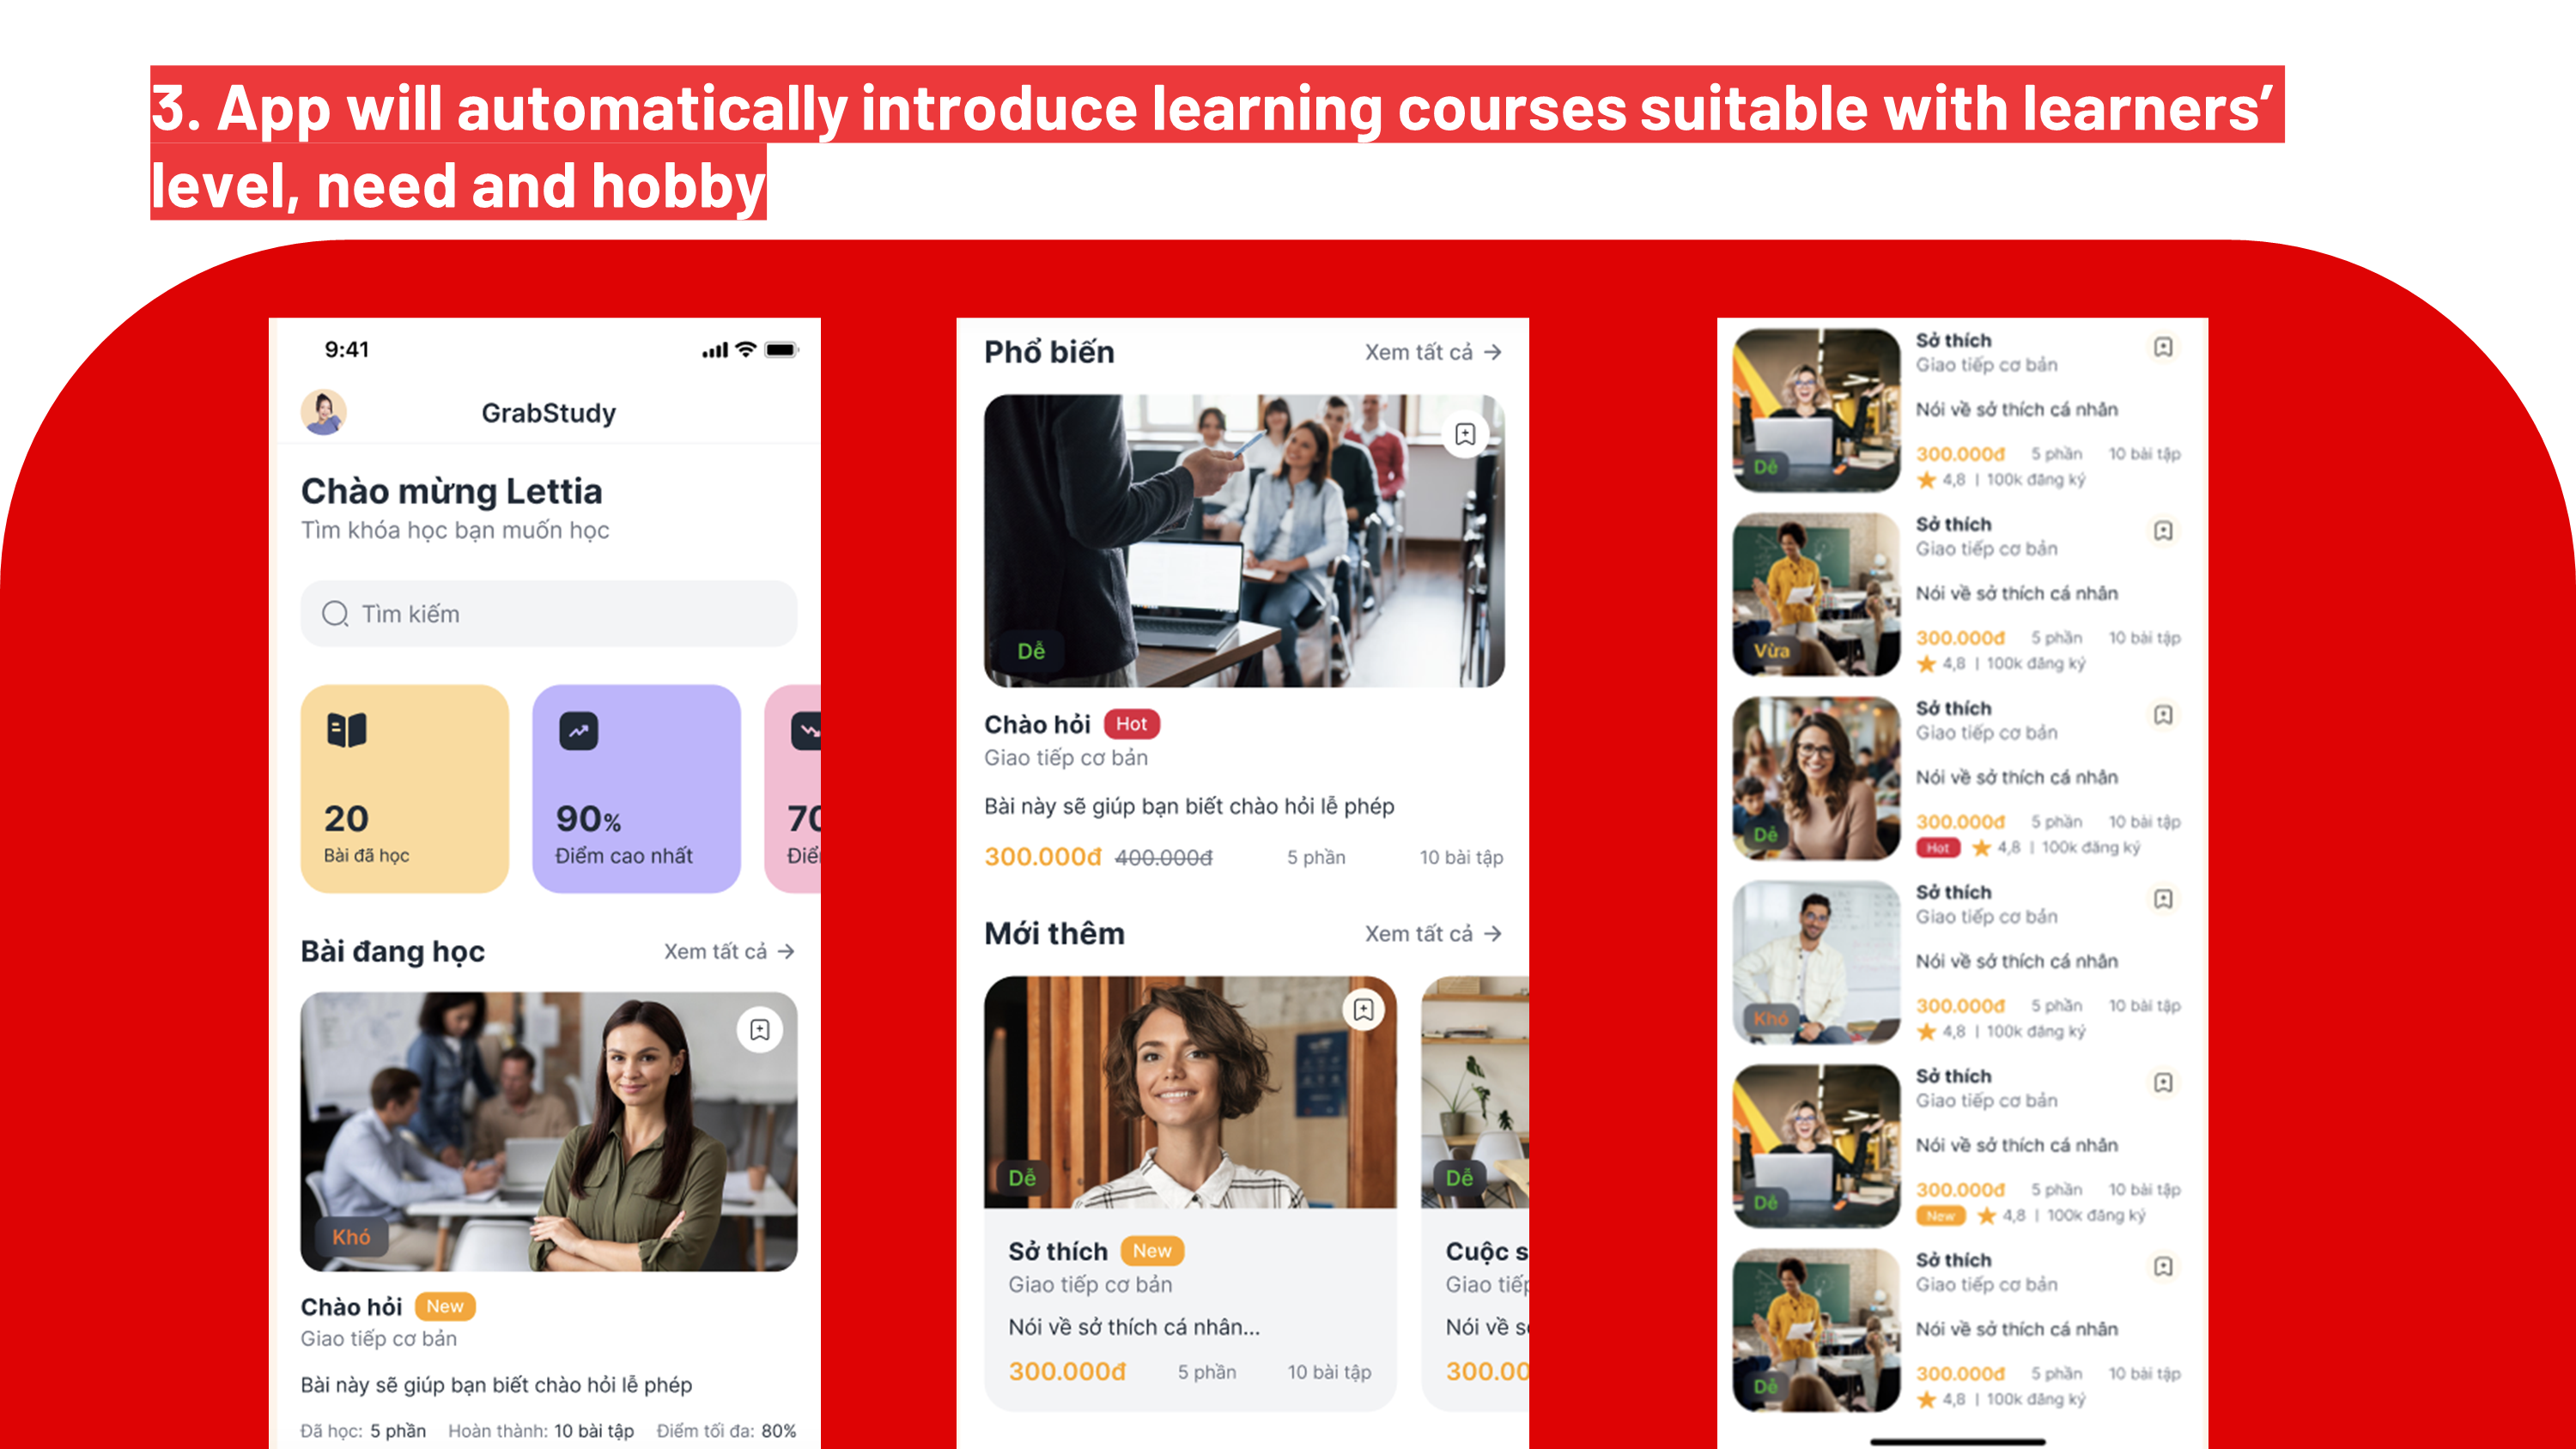 3. App will automatically introduce learning courses suitable with learners’
level, need and hobby
9:41
GrabStudy
Chào mừng Lettia
Tìm khóa học bạn muốn học
Tìm kiếm
20
Bài đã học
90%
Điểm cao nhất
70
Điể
Bài đang học
Xem tất cả →
Khó
Chào hỏi New
Giao tiếp cơ bản
Bài này sẽ giúp bạn biết chào hỏi lễ phép
Đã học: 5 phần Hoàn thành: 10 bài tập Điểm tối đa: 80%
Phổ biến
Xem tất cả →
Dễ
Chào hỏi Hot
Giao tiếp cơ bản
Bài này sẽ giúp bạn biết chào hỏi lễ phép
300.000đ 400.000đ 5 phần 10 bài tập
Mới thêm
Xem tất cả →
Dễ
Sở thích New
Giao tiếp cơ bản
Nói về sở thích cá nhân...
300.000đ 5 phần 10 bài tập
Dễ
Cuộc s
Giao tiếp
Nói về s
300.00
Sở thích
Giao tiếp cơ bản
Nói về sở thích cá nhân
Dễ
300.000đ 5 phần 10 bài tập
4,8 | 100k đăng ký
Sở thích
Giao tiếp cơ bản
Nói về sở thích cá nhân
Vừa
300.000đ 5 phần 10 bài tập
4,8 | 100k đăng ký
Sở thích
Giao tiếp cơ bản
Nói về sở thích cá nhân
Dễ
300.000đ 5 phần 10 bài tập
Hot 4,8 | 100k đăng ký
Sở thích
Giao tiếp cơ bản
Nói về sở thích cá nhân
Khó
300.000đ 5 phần 10 bài tập
4,8 | 100k đăng ký
Sở thích
Giao tiếp cơ bản
Nói về sở thích cá nhân
Dễ
300.000đ 5 phần 10 bài tập
New 4,8 | 100k đăng ký
Sở thích
Giao tiếp cơ bản
Nói về sở thích cá nhân
Dễ
300.000đ 5 phần 10 bài tập
4,8 | 100k đăng ký